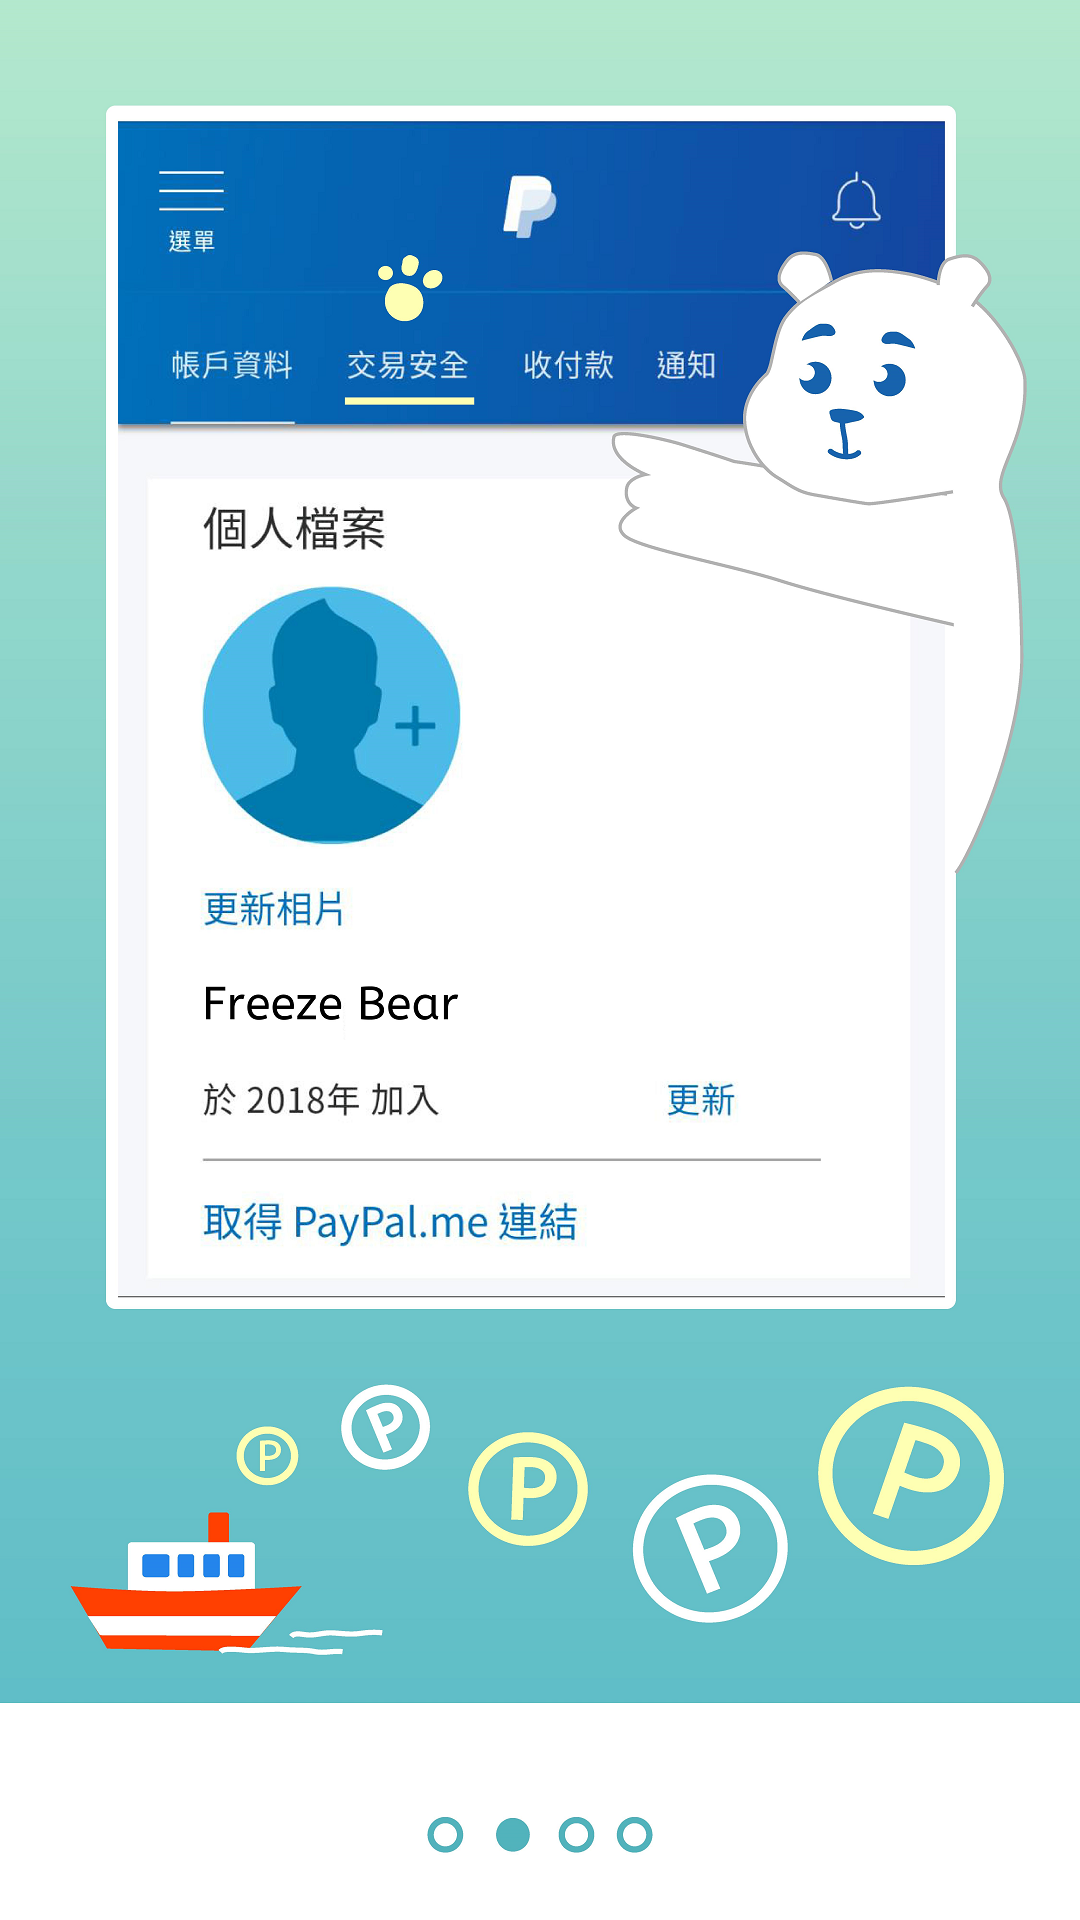 選單
帳戶資料 交易安全 收付款 通知
個人檔案
更新相片
Freeze Bear
於 2018年 加入 更新
取得 PayPal.me 連結
P P P P P